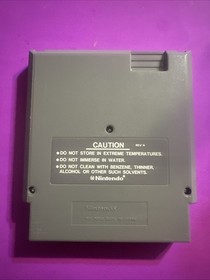 CAUTION
• DO NOT STORE IN EXTREME TEMPERATURES.
• DO NOT IMMERSE IN WATER.
• DO NOT CLEAN WITH BENZENE, THINNER,
ALCOHOL OR OTHER SUCH SOLVENTS.
Nintendo®